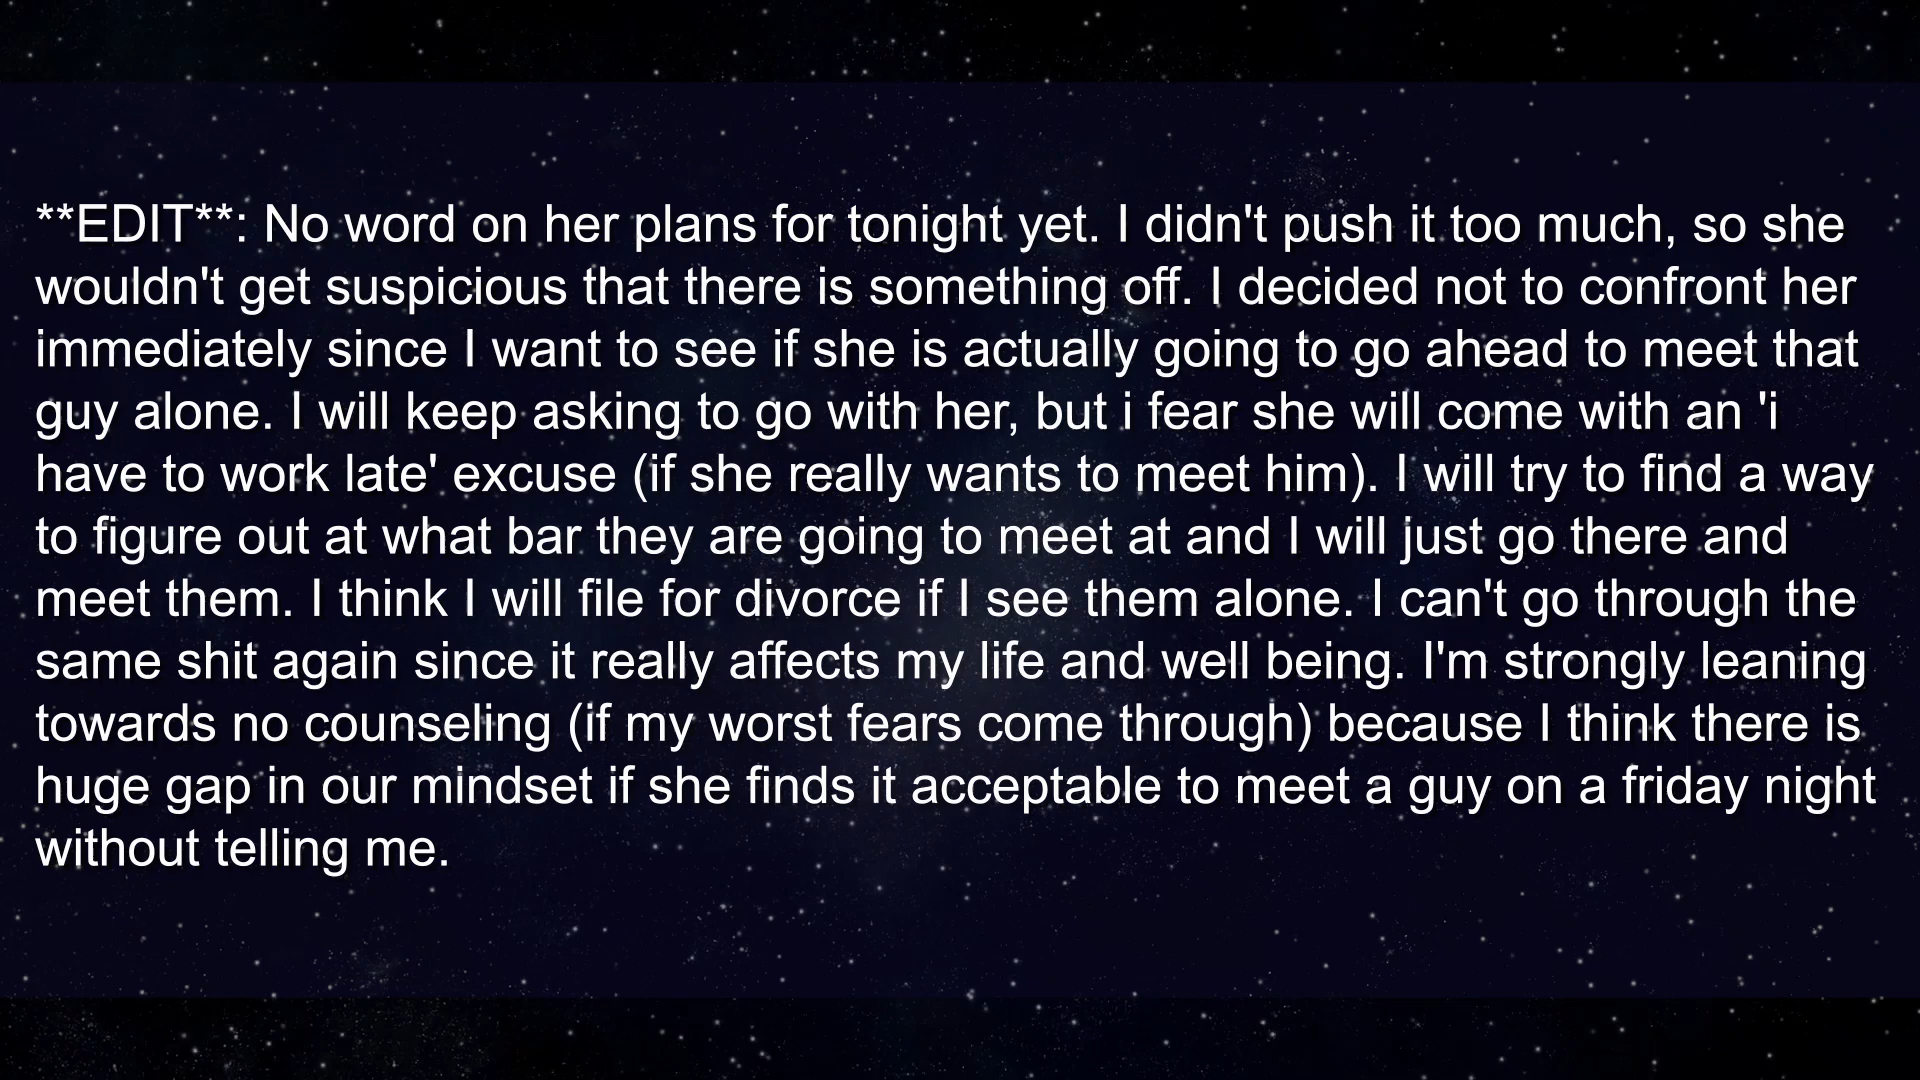 **EDIT**: No word on her plans for tonight yet. I didn't push it too much, so she
wouldn't get suspicious that there is something off. I decided not to confront her
immediately since I want to see if she is actually going to go ahead to meet that
guy alone. I will keep asking to go with her, but i fear she will come with an 'i
have to work late' excuse (if she really wants to meet him). I will try to find a way
to figure out at what bar they are going to meet at and I will just go there and
meet them. I think I will file for divorce if I see them alone. I can't go through the
same shit again since it really affects my life and well being. I'm strongly leaning
towards no counseling (if my worst fears come through) because I think there is
huge gap in our mindset if she finds it acceptable to meet a guy on a friday night
without telling me.